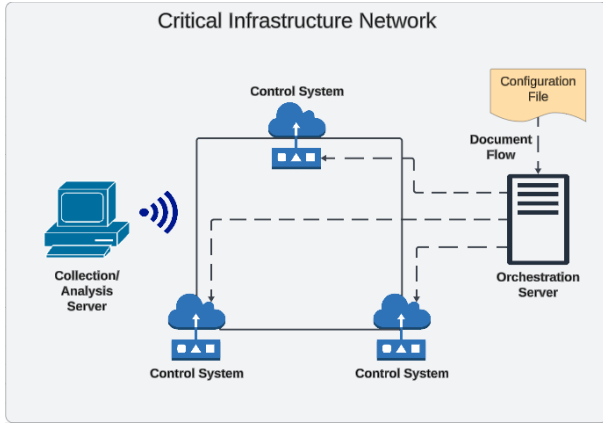 Critical Infrastructure Network
Control System
Configuration
File
Document
Flow
Collection/
Analysis
Server
Orchestration
Server
Control System
Control System